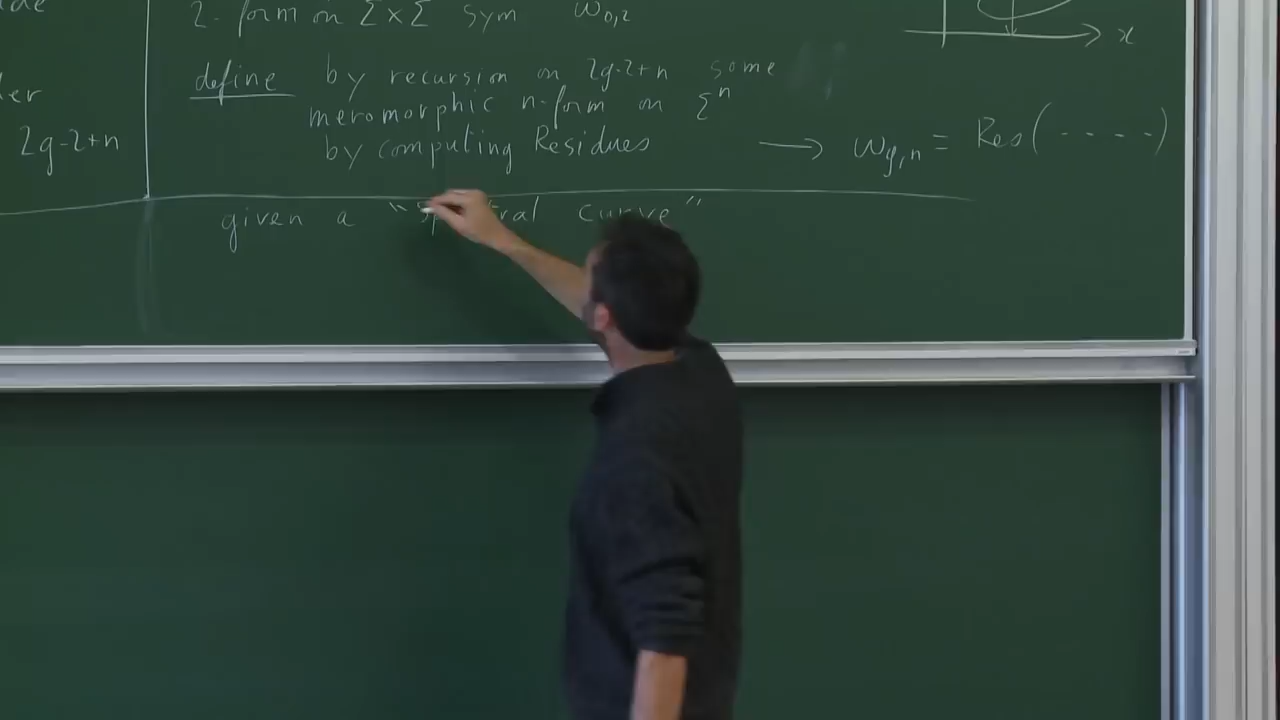 2g-2+n
2-form on Σ×Σ sym ω0,2
define by recursion on 2g-2+n some
meromorphic n-form on Σ^n
by computing Residues → ωg,n = Res(-----)
given a "spectral curve"
x